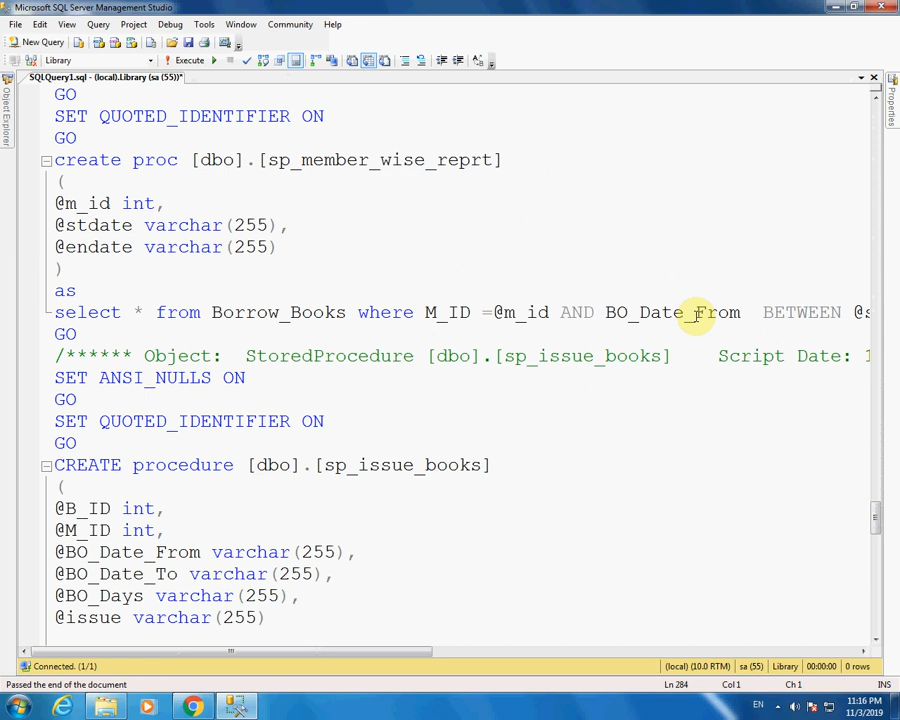 Microsoft SQL Server Management Studio
File Edit View Query Project Debug Tools Window Community Help
New Query
Library Execute
SQLQuery1.sql - (local).Library (sa (55))*
Object Explorer
Properties
GO
SET QUOTED_IDENTIFIER ON
GO
create proc [dbo].[sp_member_wise_reprt]
(
@m_id int,
@stdate varchar(255),
@endate varchar(255)
)
as
select * from Borrow_Books where M_ID =@m_id AND BO_Date_From BETWEEN @s
GO
/****** Object: StoredProcedure [dbo].[sp_issue_books] Script Date: 1
SET ANSI_NULLS ON
GO
SET QUOTED_IDENTIFIER ON
GO
CREATE procedure [dbo].[sp_issue_books]
(
@B_ID int,
@M_ID int,
@BO_Date_From varchar(255),
@BO_Date_To varchar(255),
@BO_Days varchar(255),
@issue varchar(255)
Connected. (1/1) (local) (10.0 RTM) sa (55) Library 00:00:00 0 rows
Passed the end of the document Ln 284 Col 1 Ch 1 INS
EN 11:16 PM
11/3/2019